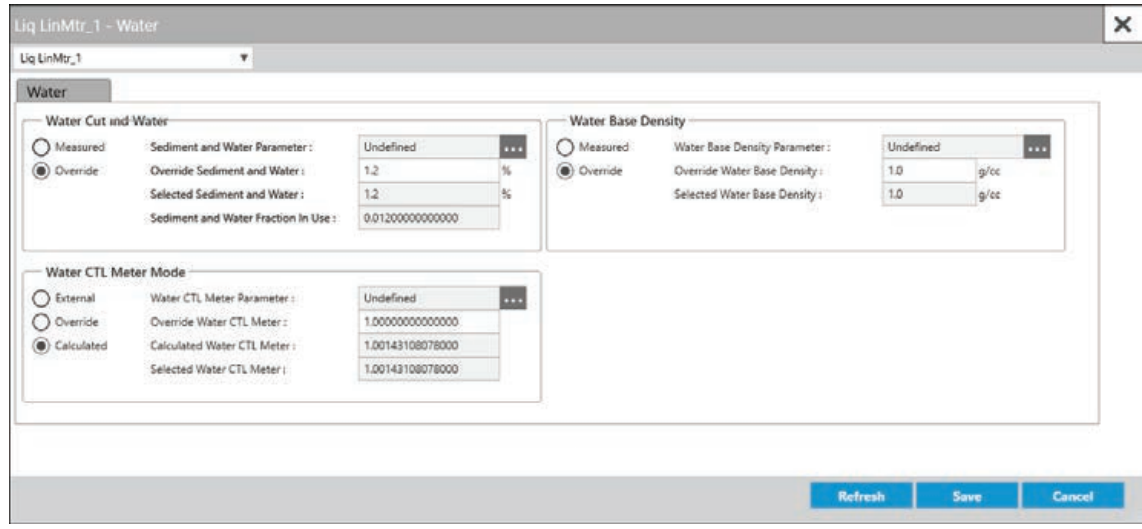 Liq LinMtr_1 - Water
Liq LinMtr_1
Water
Water Cut and Water
Measured
Sediment and Water Parameter :
Undefined
...
Override
Override Sediment and Water :
1.2
%
Selected Sediment and Water :
1.2
%
Sediment and Water Fraction In Use :
0.01200000000000
Water Base Density
Measured
Water Base Density Parameter :
Undefined
...
Override
Override Water Base Density :
1.0
g/cc
Selected Water Base Density :
1.0
g/cc
Water CTL Meter Mode
External
Water CTL Meter Parameter :
Undefined
...
Override
Override Water CTL Meter :
1.00000000000000
Calculated
Calculated Water CTL Meter :
1.00143108078000
Selected Water CTL Meter :
1.00143108078000
Refresh
Save
Cancel